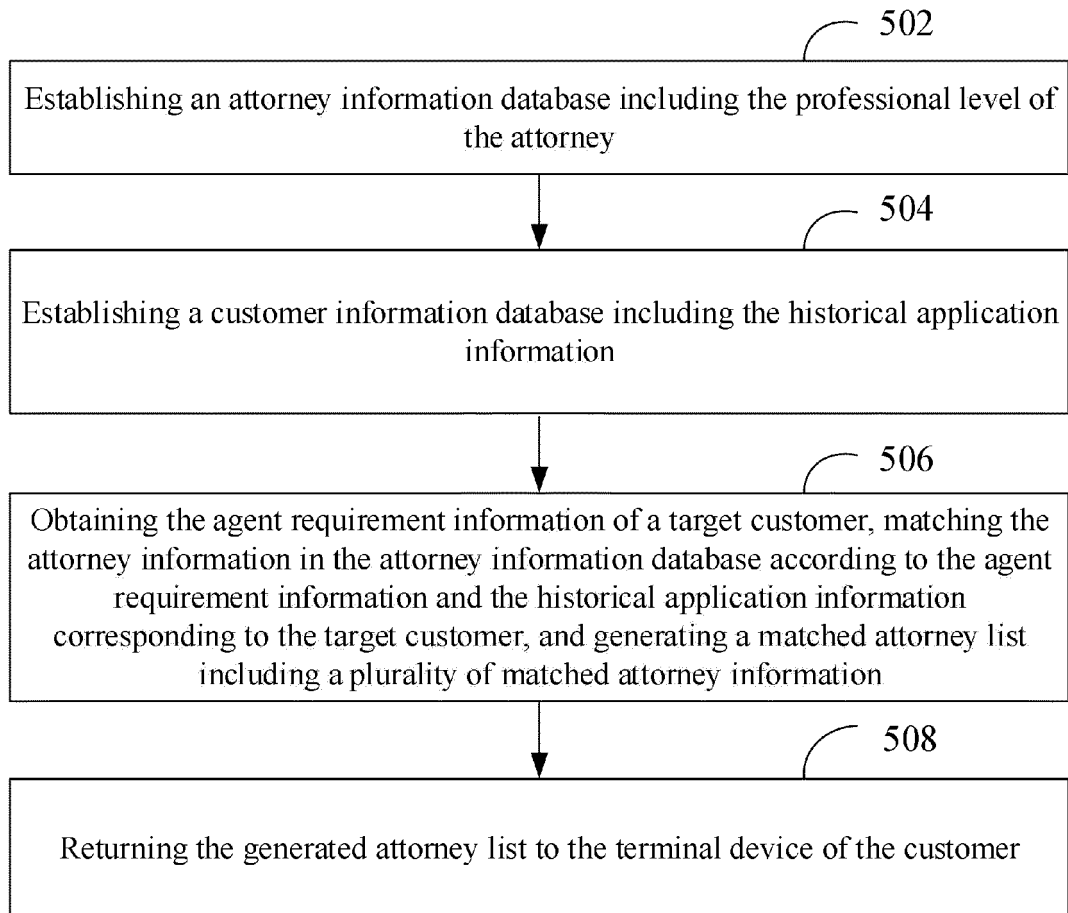 502
Establishing an attorney information database including the professional level of
the attorney
504
Establishing a customer information database including the historical application
information
506
Obtaining the agent requirement information of a target customer, matching the
attorney information in the attorney information database according to the agent
requirement information and the historical application information
corresponding to the target customer, and generating a matched attorney list
including a plurality of matched attorney information
508
Returning the generated attorney list to the terminal device of the customer